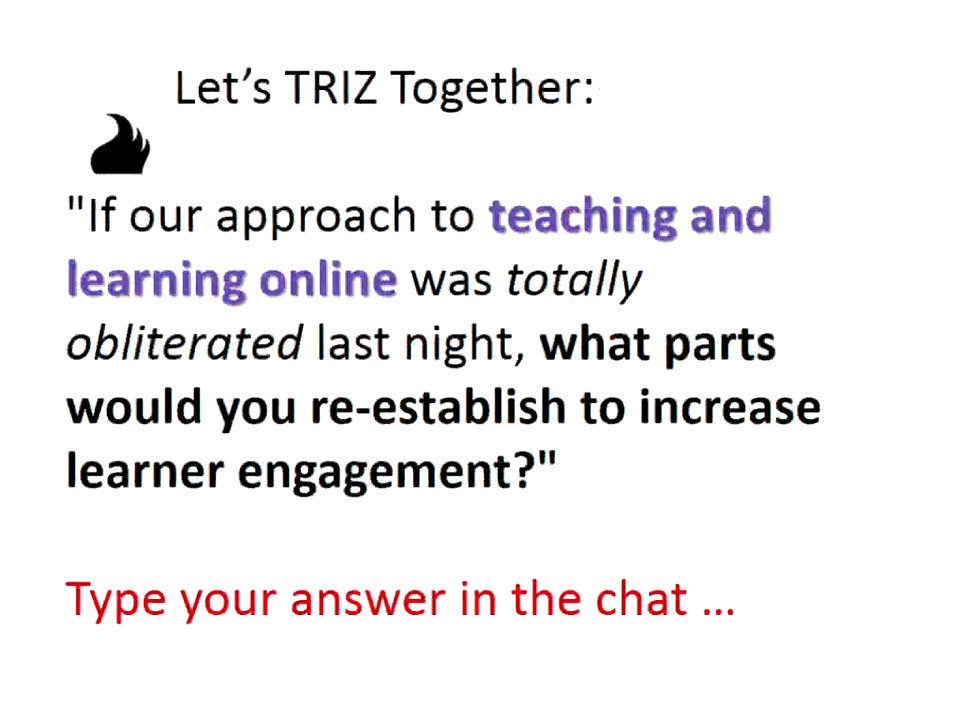 Let’s TRIZ Together:
"If our approach to teaching and
learning online was totally
obliterated last night, what parts
would you re-establish to increase
learner engagement?"
Type your answer in the chat …